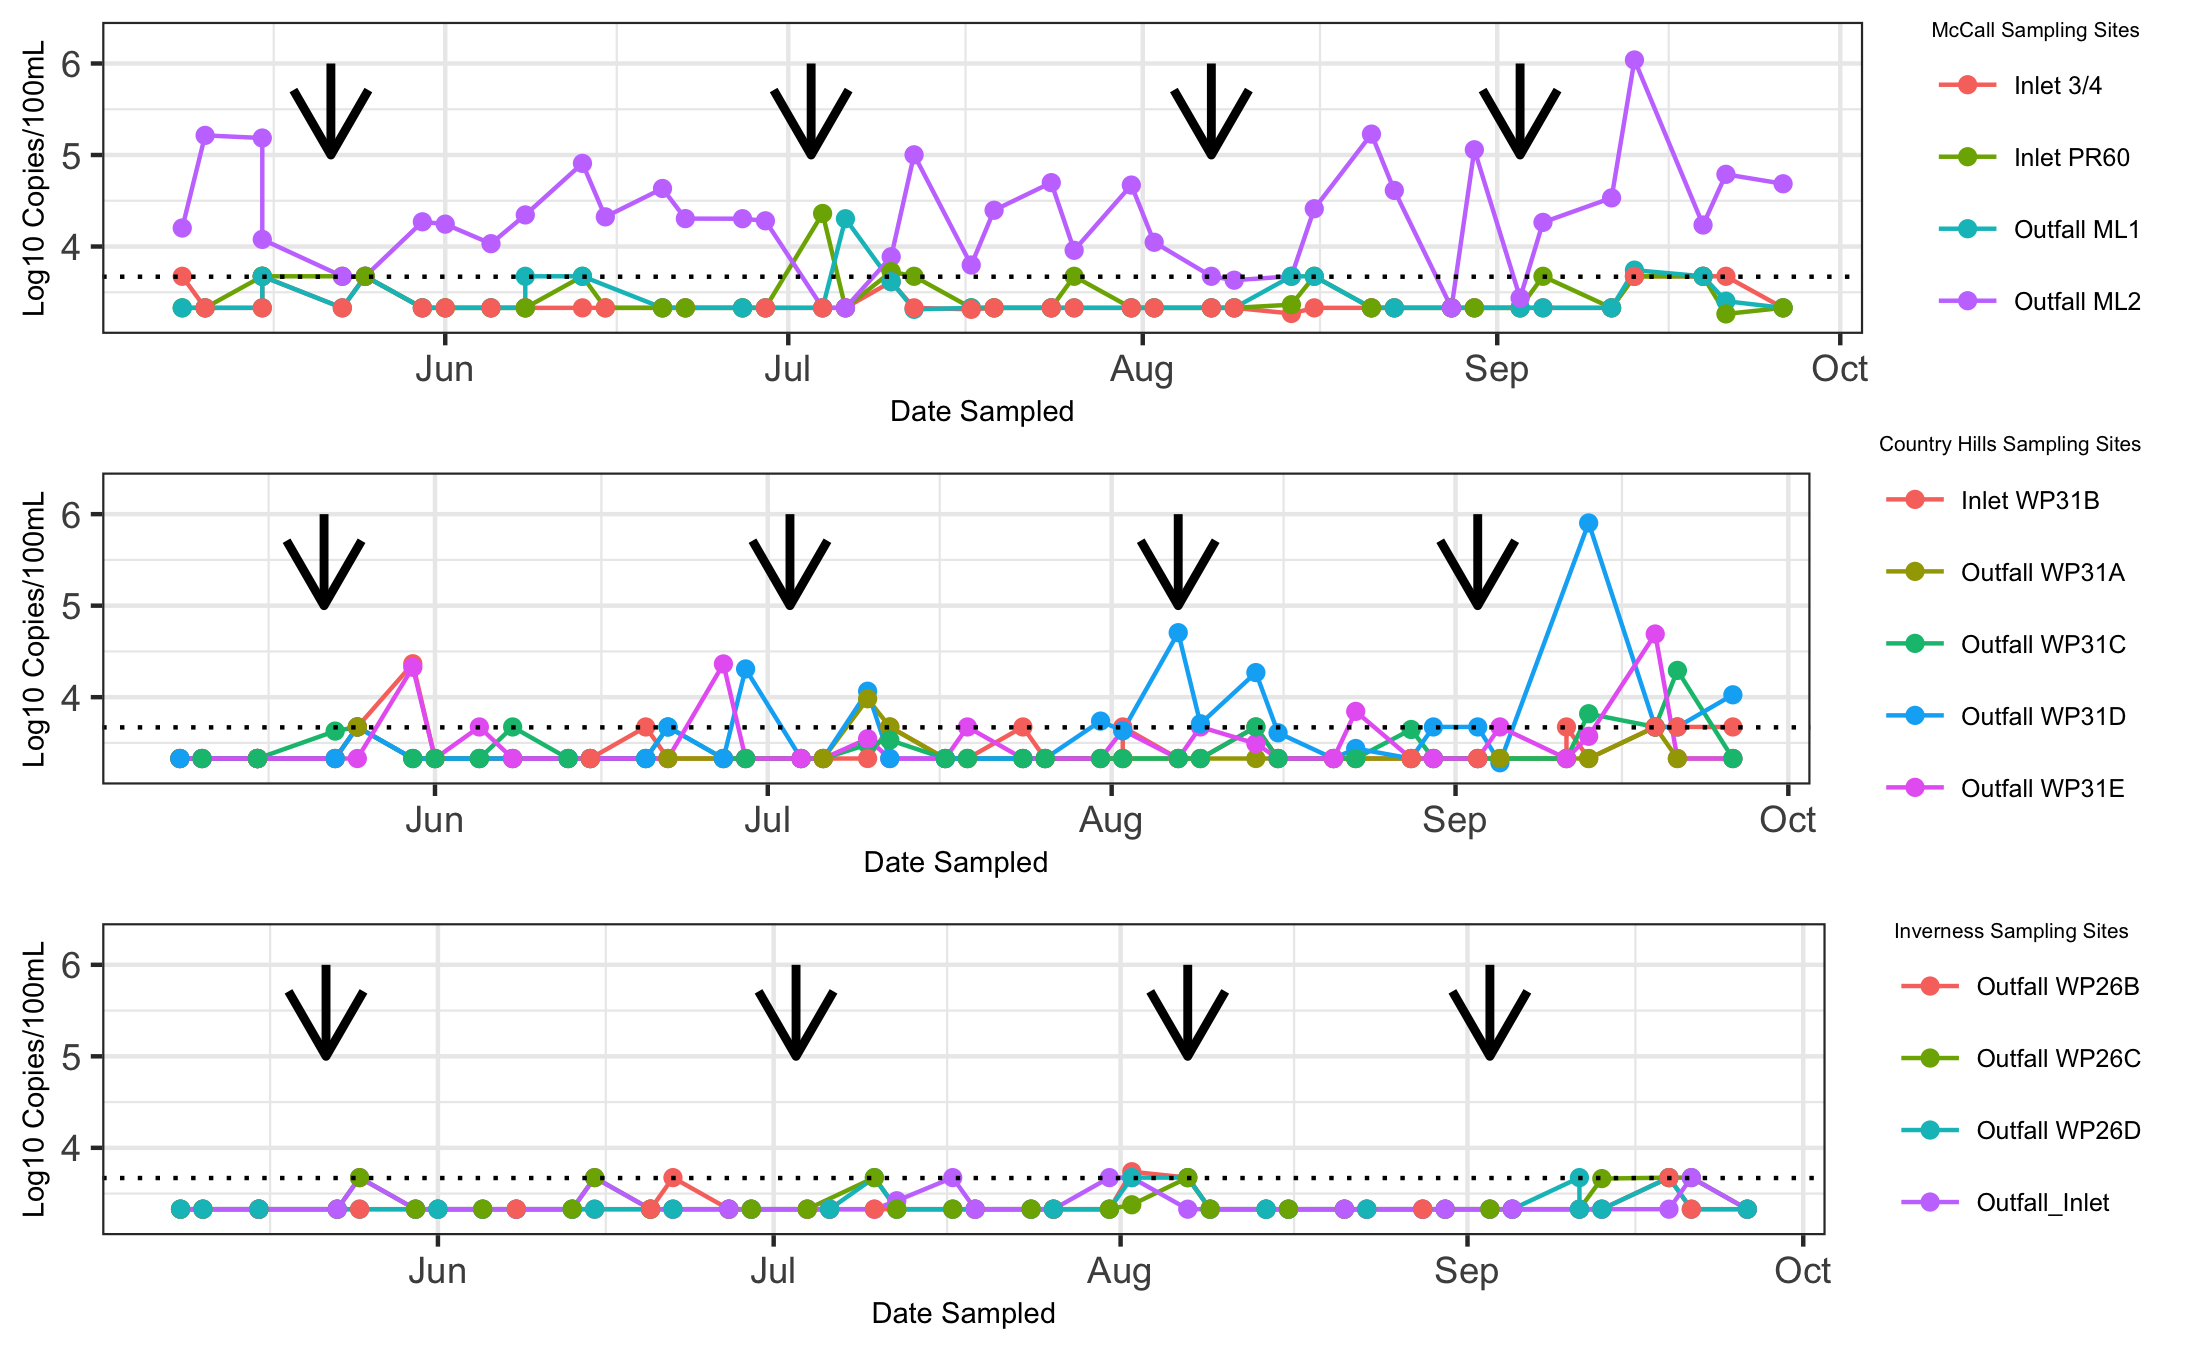 McCall Sampling Sites
Log10 Copies/100mL
6
5
4
Inlet 3/4
Inlet PR60
Outfall ML1
Outfall ML2
Jun
Jul
Aug
Sep
Oct
Date Sampled
Country Hills Sampling Sites
Log10 Copies/100mL
6
5
4
Inlet WP31B
Outfall WP31A
Outfall WP31C
Outfall WP31D
Outfall WP31E
Jun
Jul
Aug
Sep
Oct
Date Sampled
Inverness Sampling Sites
Log10 Copies/100mL
6
5
4
Outfall WP26B
Outfall WP26C
Outfall WP26D
Outfall_Inlet
Jun
Jul
Aug
Sep
Oct
Date Sampled